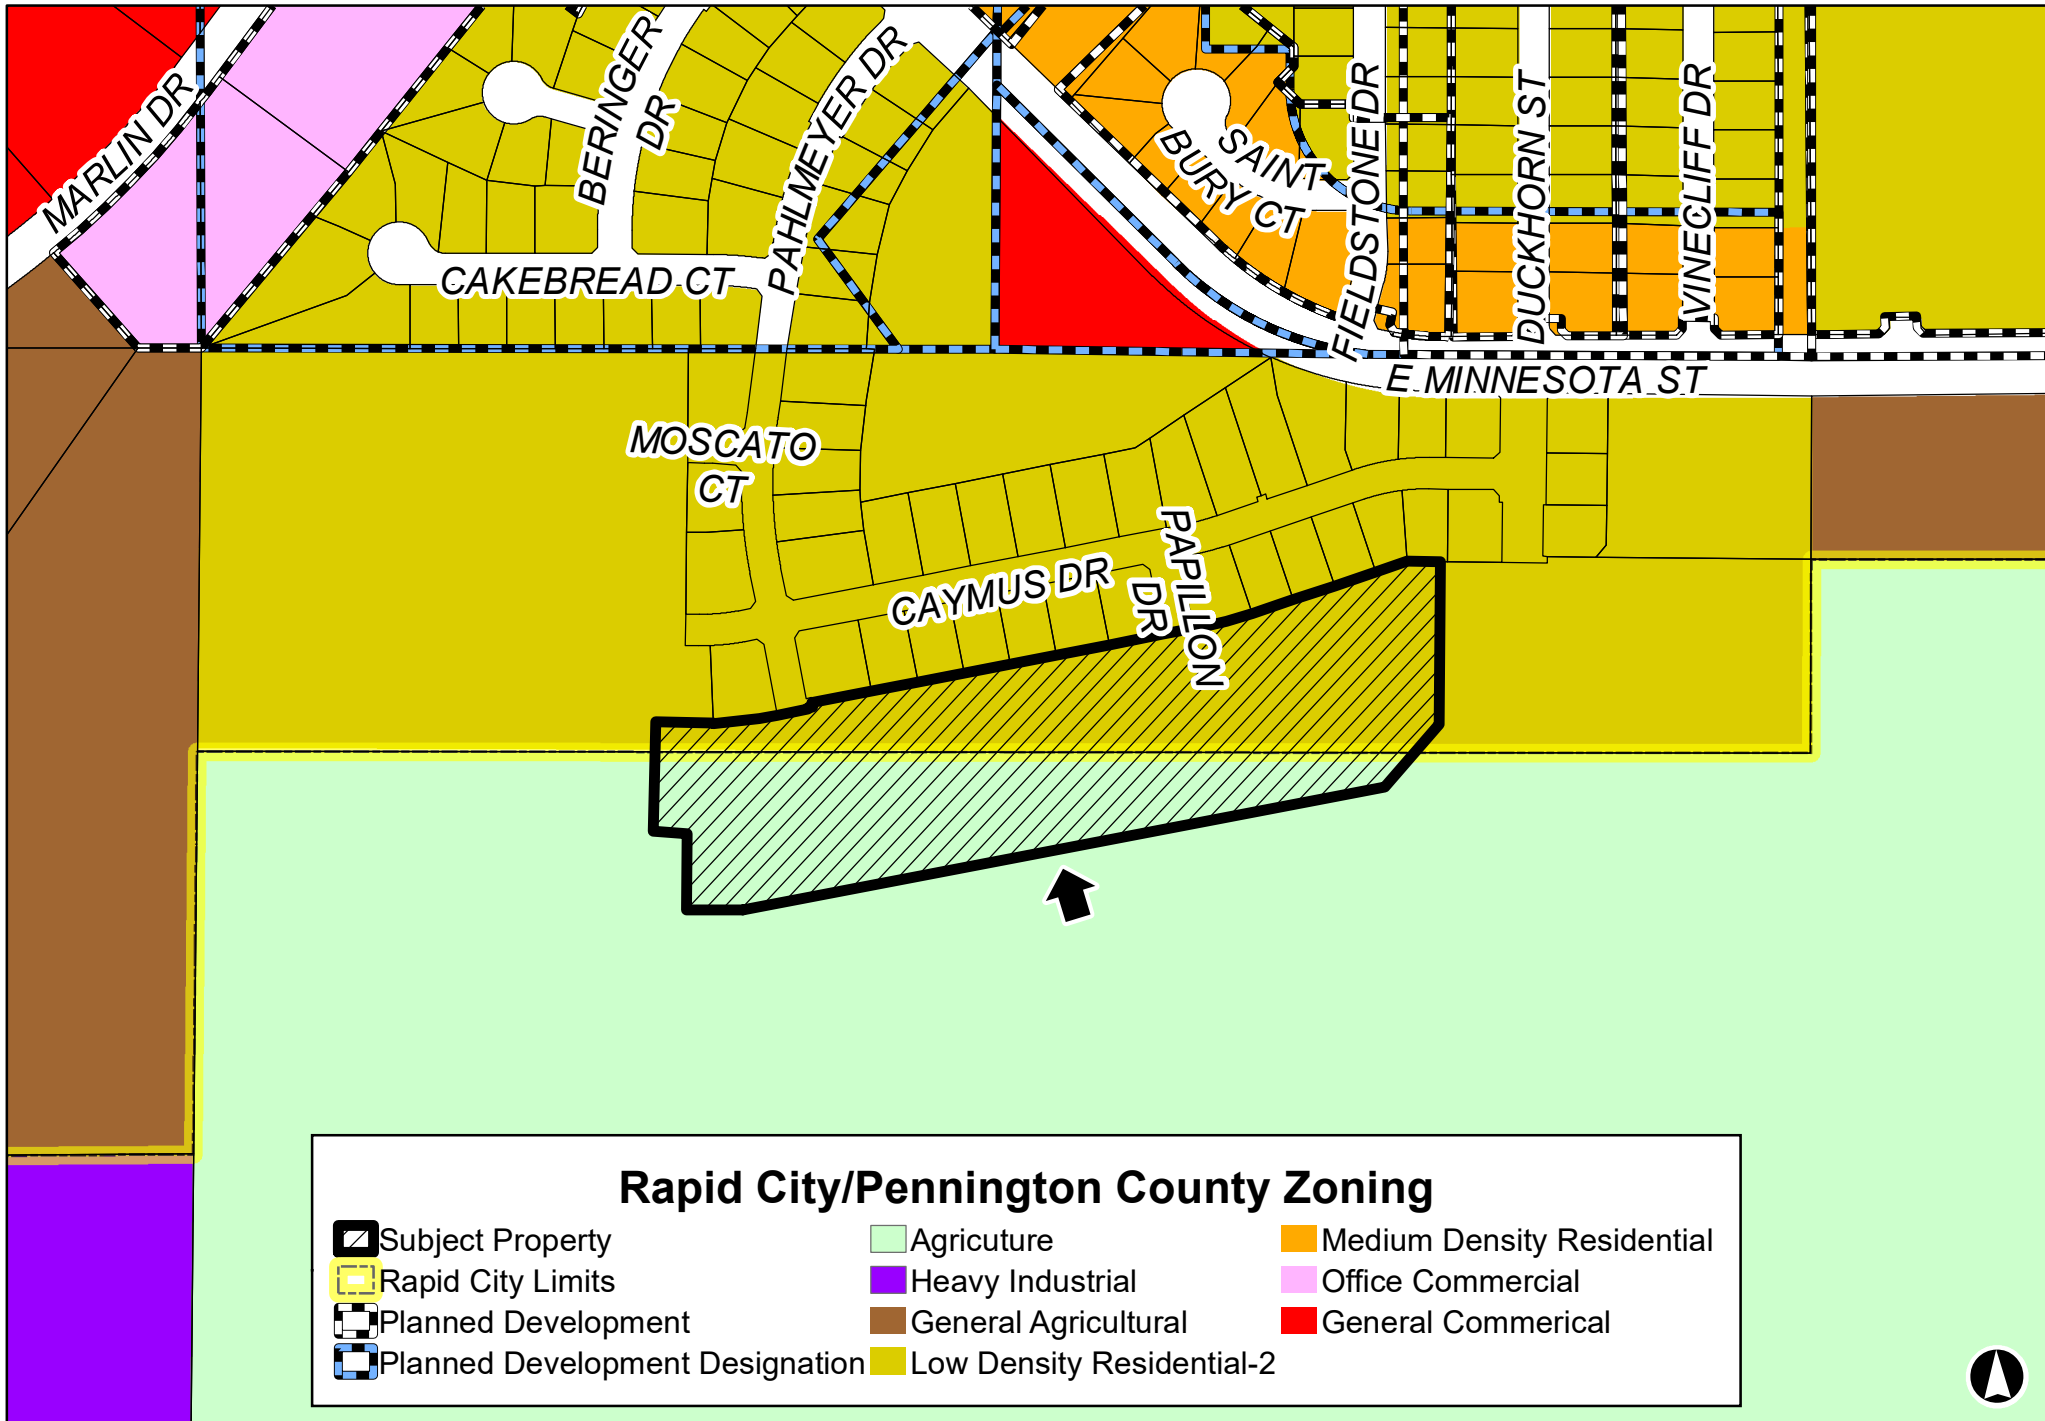 MARLIN DR
BERINGER
DR
PAHLMEYER DR
CAKEBREAD CT
SAINT
BURY CT
FIELDSTONE DR
DUCKHORN ST
VINECLIFF DR
E MINNESOTA ST
MOSCATO
CT
CAYMUS DR
PAPILLON
DR
Rapid City/Pennington County Zoning
Subject Property
Rapid City Limits
Planned Development
Planned Development Designation
Agricuture
Heavy Industrial
General Agricultural
Low Density Residential-2
Medium Density Residential
Office Commercial
General Commerical